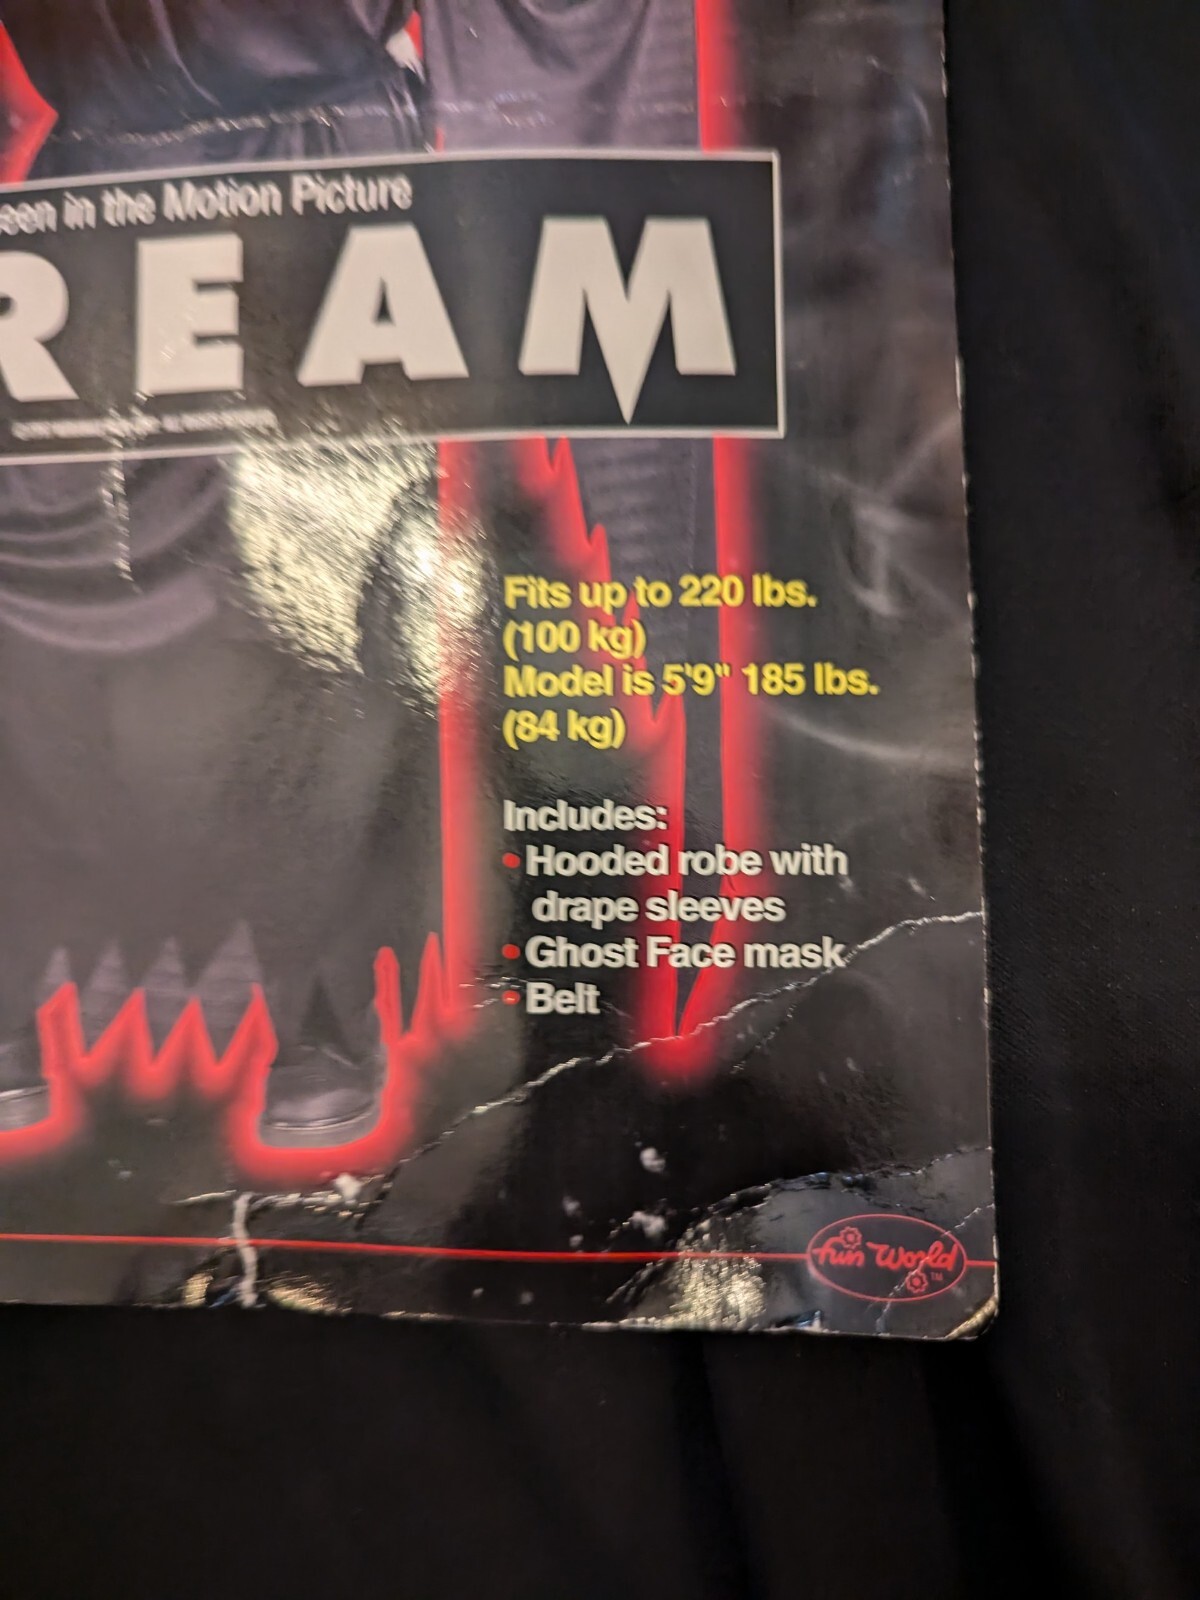 in the Motion Picture
REAM
Fits up to 220 lbs.
(100 kg)
Model is 5'9" 185 lbs.
(84 kg)
Includes:
• Hooded robe with
drape sleeves
• Ghost Face mask
• Belt
fun World TM